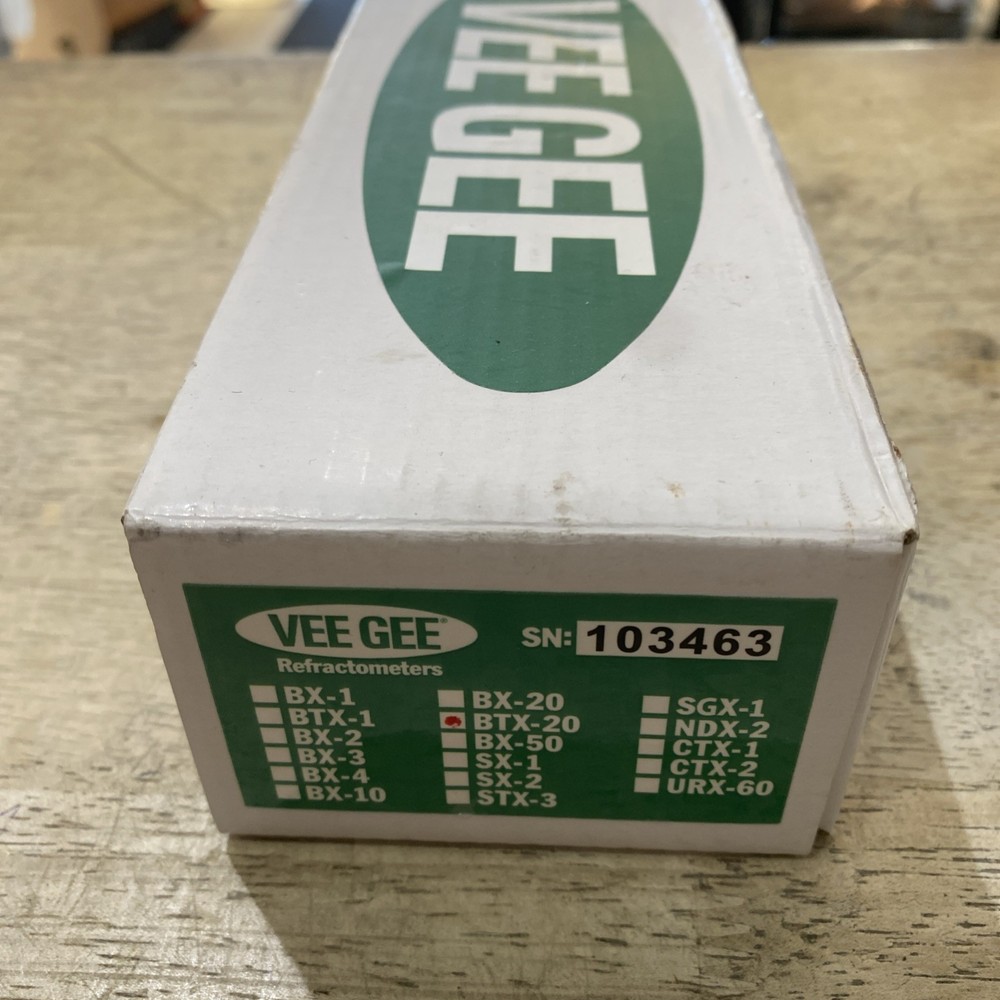 VEE GEE
VEE GEE®
Refractometers
SN: 103463
BX-1
BTX-1
BX-2
BX-3
BX-4
BX-10
BX-20
BTX-20
BX-50
SX-1
SX-2
STX-3
SGX-1
NDX-2
CTX-1
CTX-2
URX-60